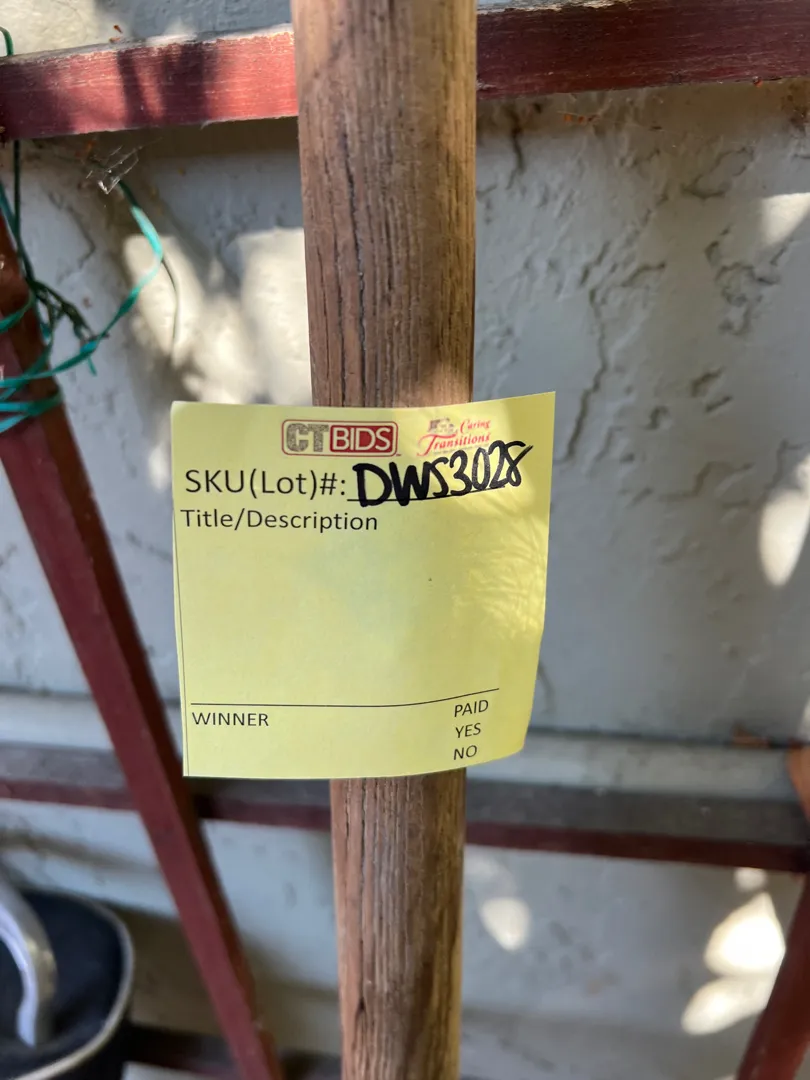 CTBIDS Caring Transitions
SKU(Lot)#: DWS3028
Title/Description
WINNER
PAID
YES
NO